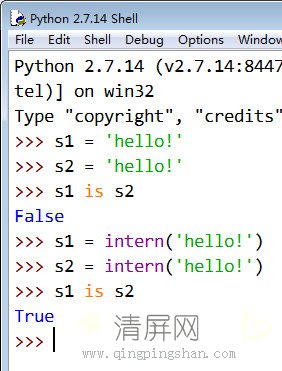 Python 2.7.14 Shell
File Edit Shell Debug Options Window
Python 2.7.14 (v2.7.14:8447
tel)] on win32
Type "copyright", "credits"
>>> s1 = 'hello!'
>>> s2 = 'hello!'
>>> s1 is s2
False
>>> s1 = intern('hello!')
>>> s2 = intern('hello!')
>>> s1 is s2
True
>>>
清屏网
www.qingpingshan.com